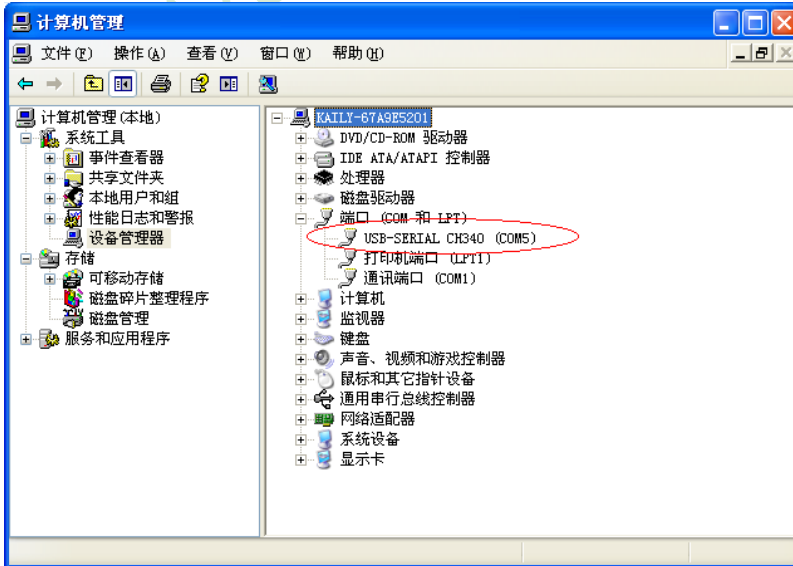 计算机管理
文件(F) 操作(A) 查看(V) 窗口(W) 帮助(H)
计算机管理(本地)
系统工具
事件查看器
共享文件夹
本地用户和组
性能日志和警报
设备管理器
存储
可移动存储
磁盘碎片整理程序
磁盘管理
服务和应用程序
KAILY-67A9E5201
DVD/CD-ROM 驱动器
IDE ATA/ATAPI 控制器
处理器
磁盘驱动器
端口 (COM 和 LPT)
USB-SERIAL CH340 (COM5)
打印机端口 (LPT1)
通讯端口 (COM1)
计算机
监视器
键盘
声音、视频和游戏控制器
鼠标和其它指针设备
通用串行总线控制器
网络适配器
系统设备
显示卡